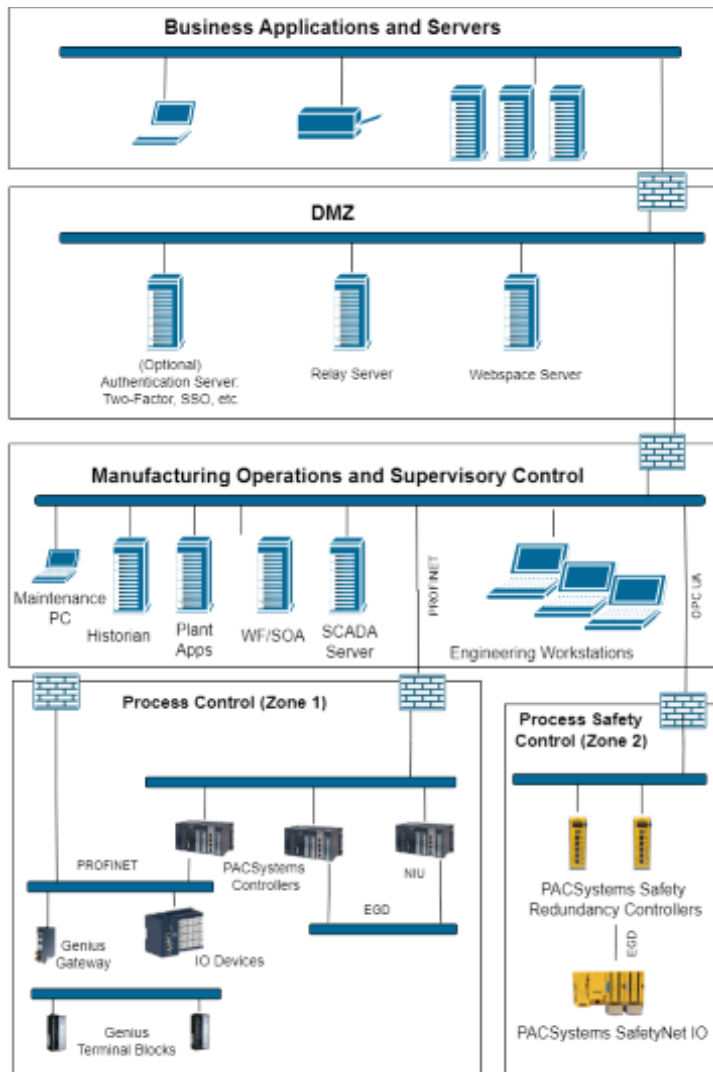 Business Applications and Servers
DMZ
(Optional)
Authentication Server:
Two-Factor, SSO, etc
Relay Server
Webspace Server
Manufacturing Operations and Supervisory Control
Maintenance
PC
Historian
Plant
Apps
WF/SOA
SCADA
Server
PROFINET
Engineering Workstations
OPC UA
Process Control (Zone 1)
PACSystems
Controllers
NIU
PROFINET
EGD
Genius
Gateway
IO Devices
Genius
Terminal Blocks
Process Safety
Control (Zone 2)
PACSystems Safety
Redundancy Controllers
EGD
PACSystems SafetyNet IO